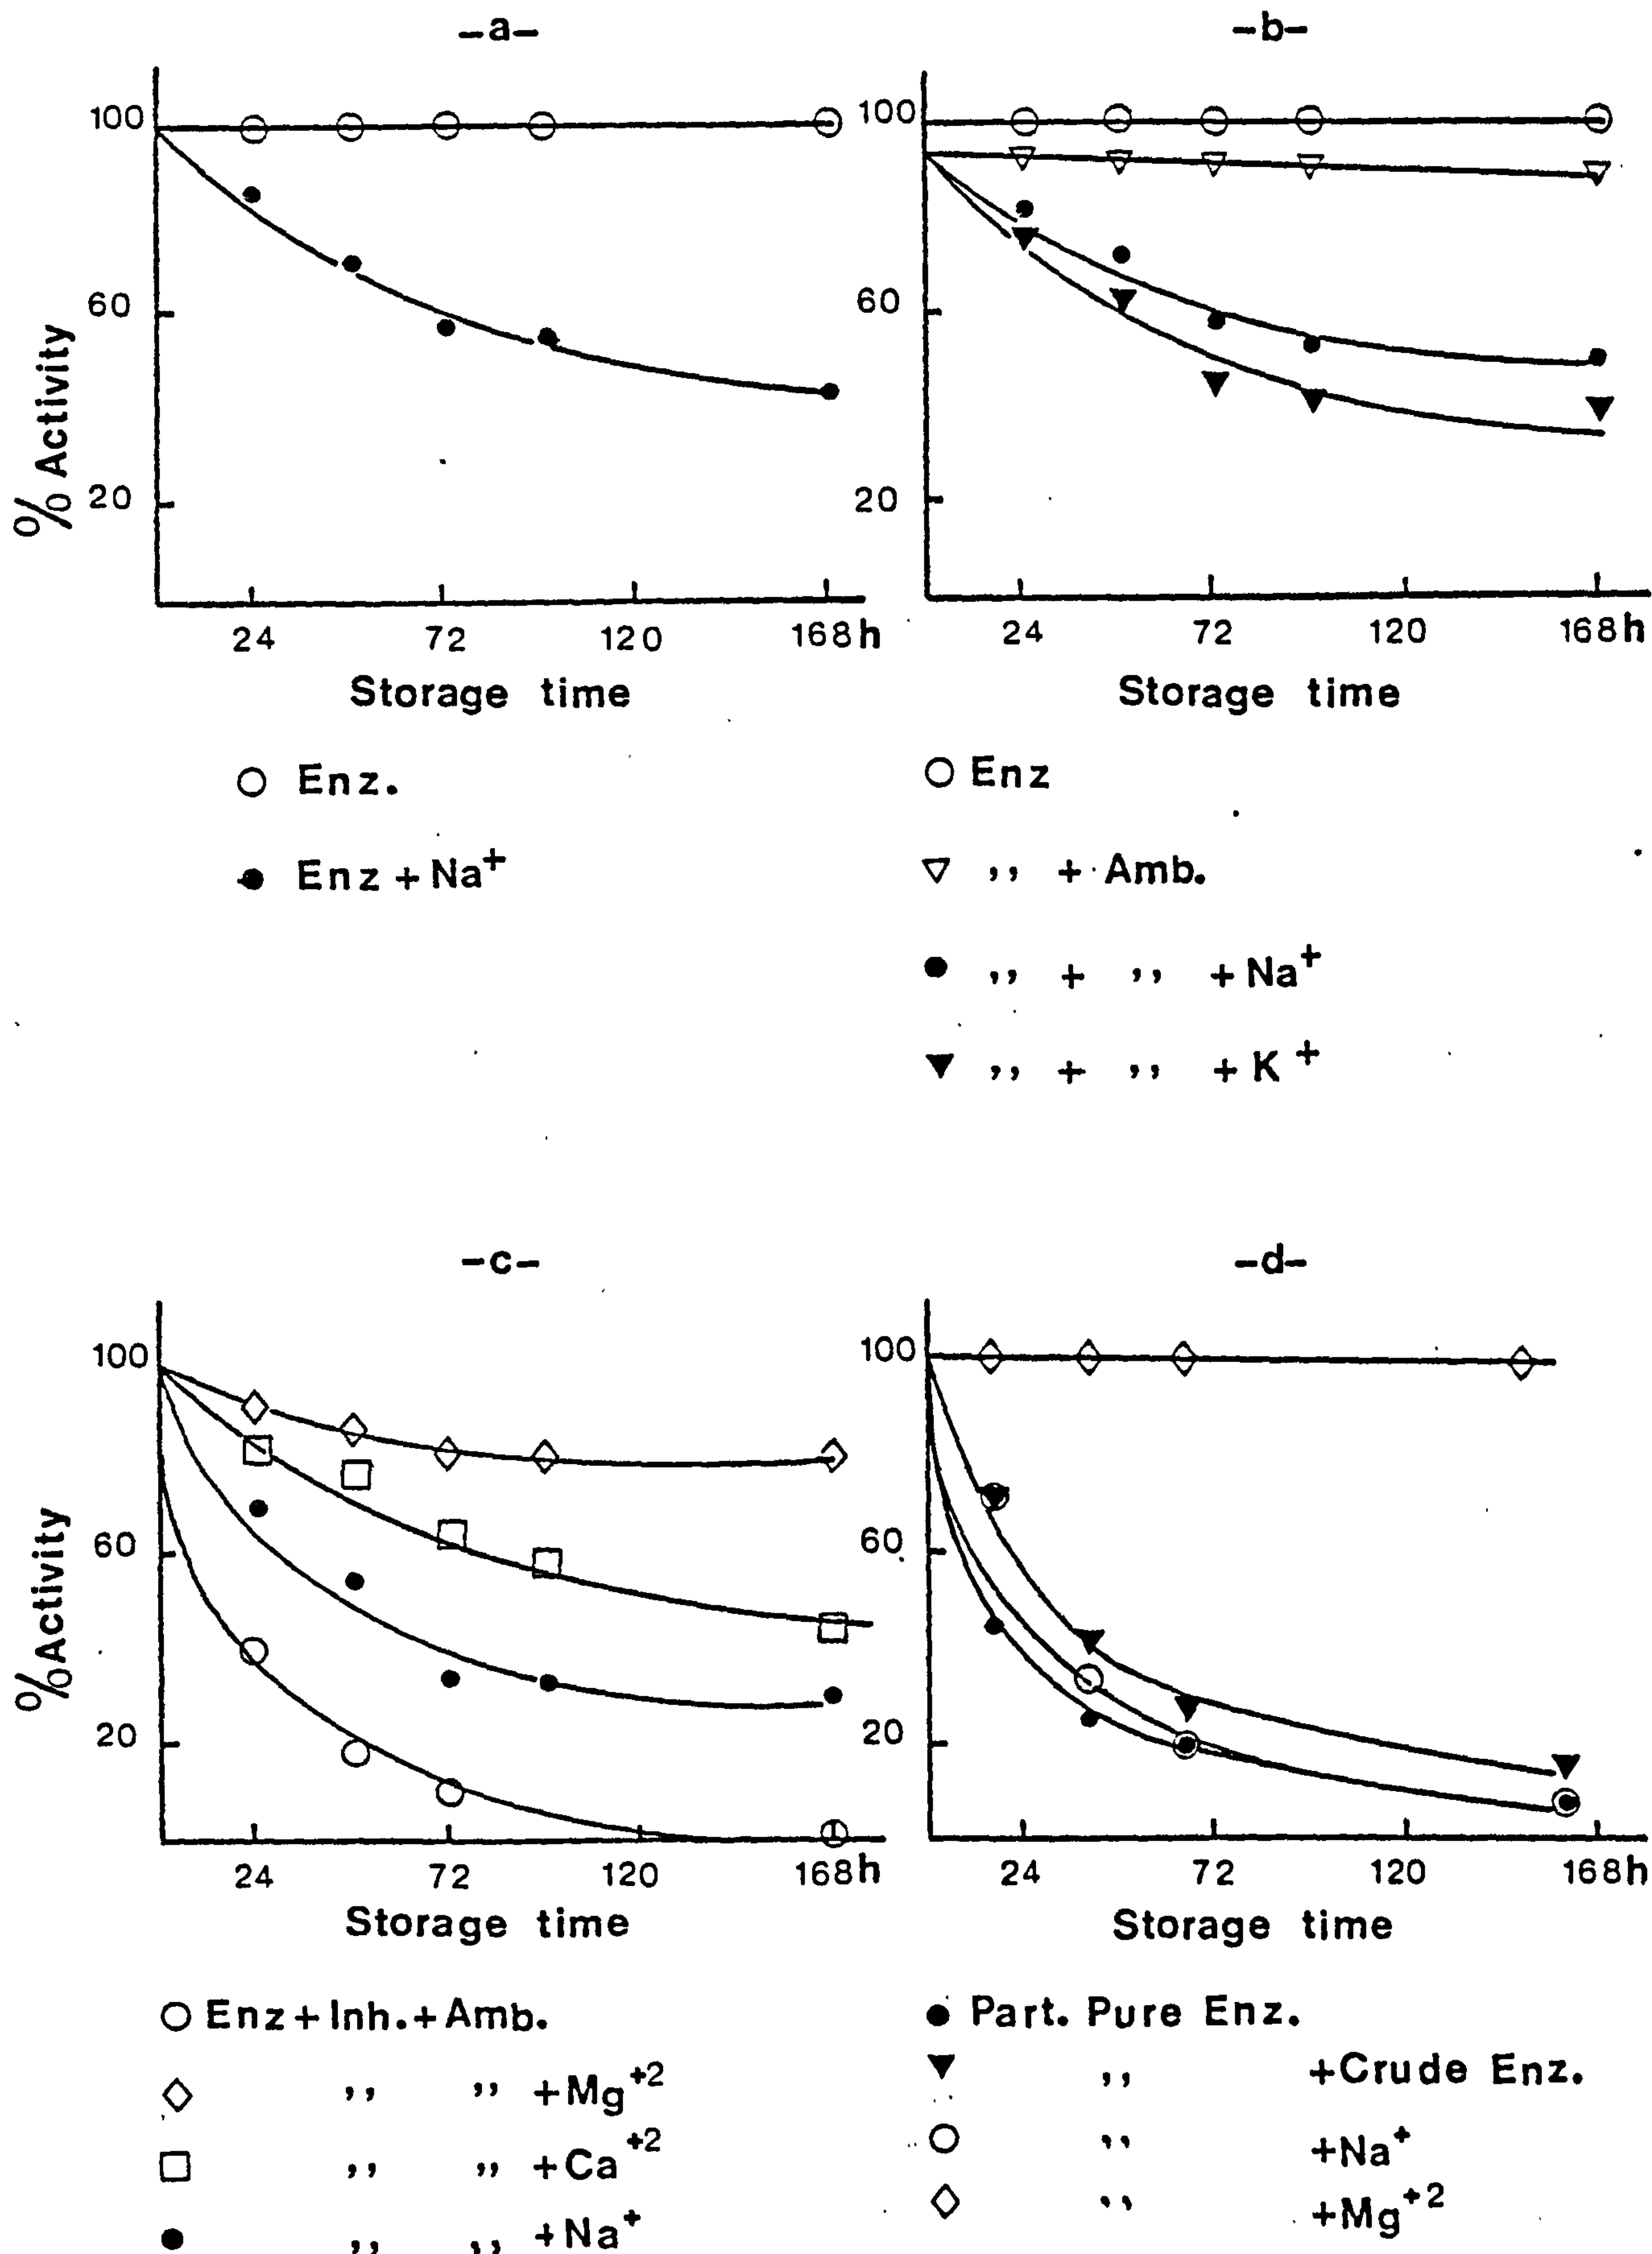 -a-
100
60
20
% Activity
24 72 120 168h
Storage time
○ Enz.
● Enz + Na+
-b-
100
60
20
24 72 120 168h
Storage time
○ Enz
▽ ,, + Amb.
● ,, + ,, + Na+
▼ ,, + ,, + K+
-c-
100
60
20
% Activity
24 72 120 168h
Storage time
○ Enz + Inh. + Amb.
◇ ,, ,, + Mg+2
□ ,, ,, + Ca+2
● ,, ,, + Na+
-d-
100
60
20
24 72 120 168h
Storage time
● Part. Pure Enz.
▼ ,, + Crude Enz.
○ ,, + Na+
◇ ,, + Mg+2